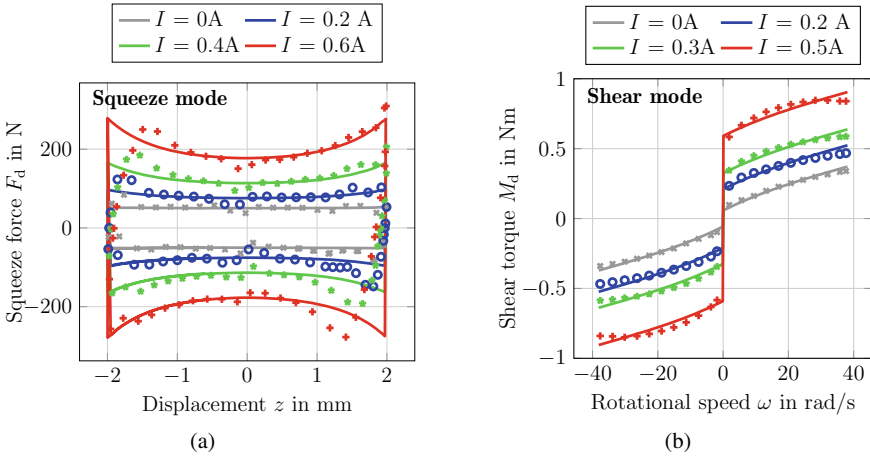 I = 0A I = 0.2A
I = 0.4A I = 0.6A
Squeeze mode
200
0
−200
−2 −1 0 1 2
Squeeze force F_d in N
Displacement z in mm
(a)
I = 0A I = 0.2 A
I = 0.3A I = 0.5A
Shear mode
1
0.5
0
−0.5
−1
−40 −20 0 20 40
Shear torque M_d in Nm
Rotational speed ω in rad/s
(b)